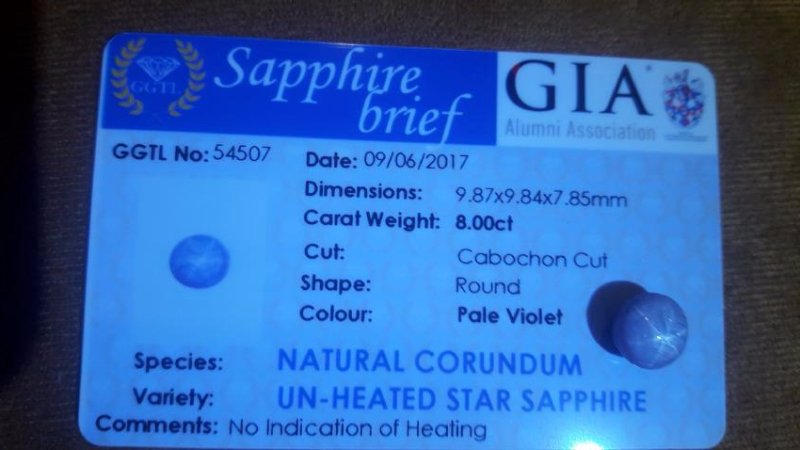 GGTL
Sapphire
brief
GIA
Alumni Association
GGTL No: 54507
Date: 09/06/2017
Dimensions: 9.87x9.84x7.85mm
Carat Weight: 8.00ct
Cut: Cabochon Cut
Shape: Round
Colour: Pale Violet
Species: NATURAL CORUNDUM
Variety: UN-HEATED STAR SAPPHIRE
Comments: No Indication of Heating